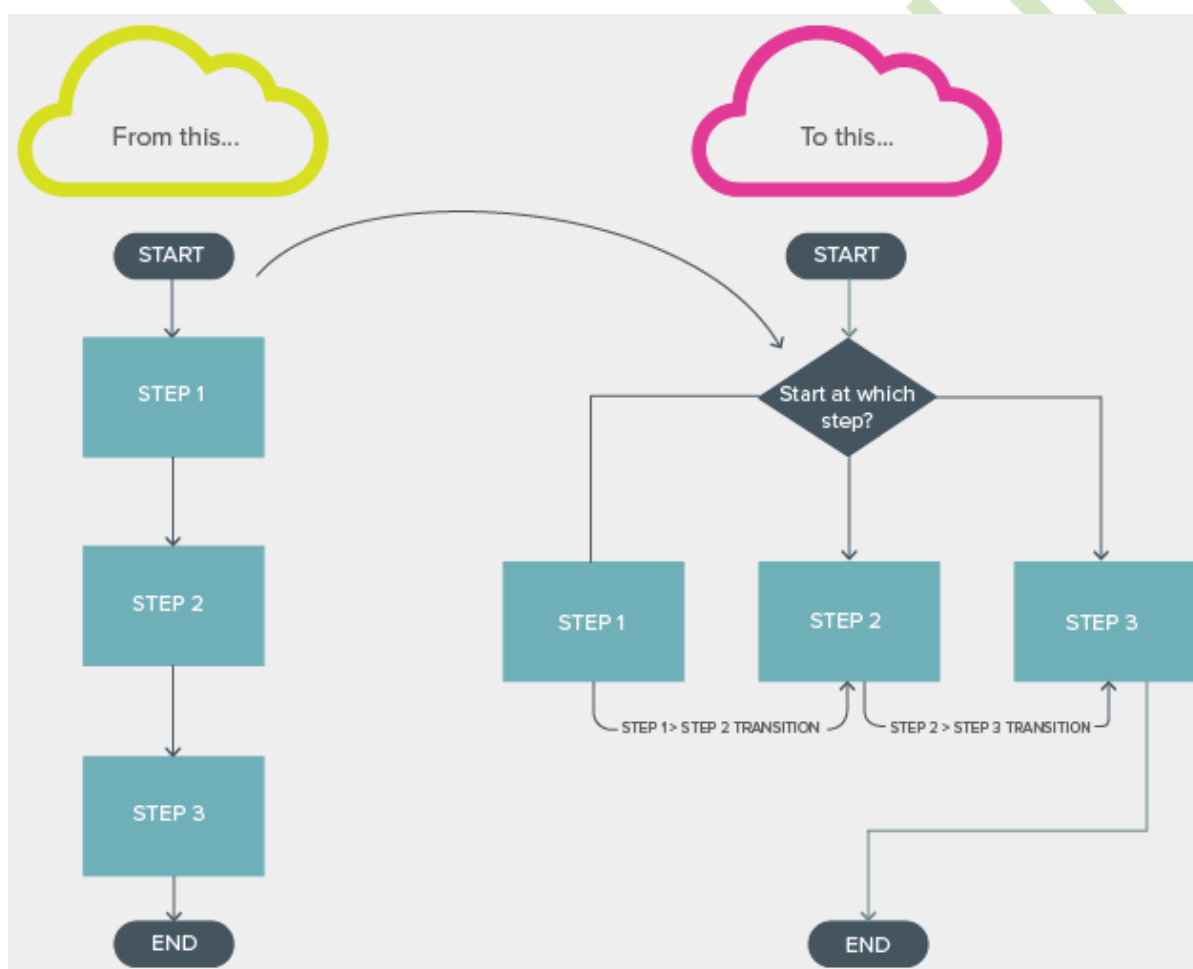 From this...
To this...
START
STEP 1
STEP 2
STEP 3
END
START
Start at which
step?
STEP 1
STEP 2
STEP 3
STEP 1> STEP 2 TRANSITION
STEP 2 > STEP 3 TRANSITION
END